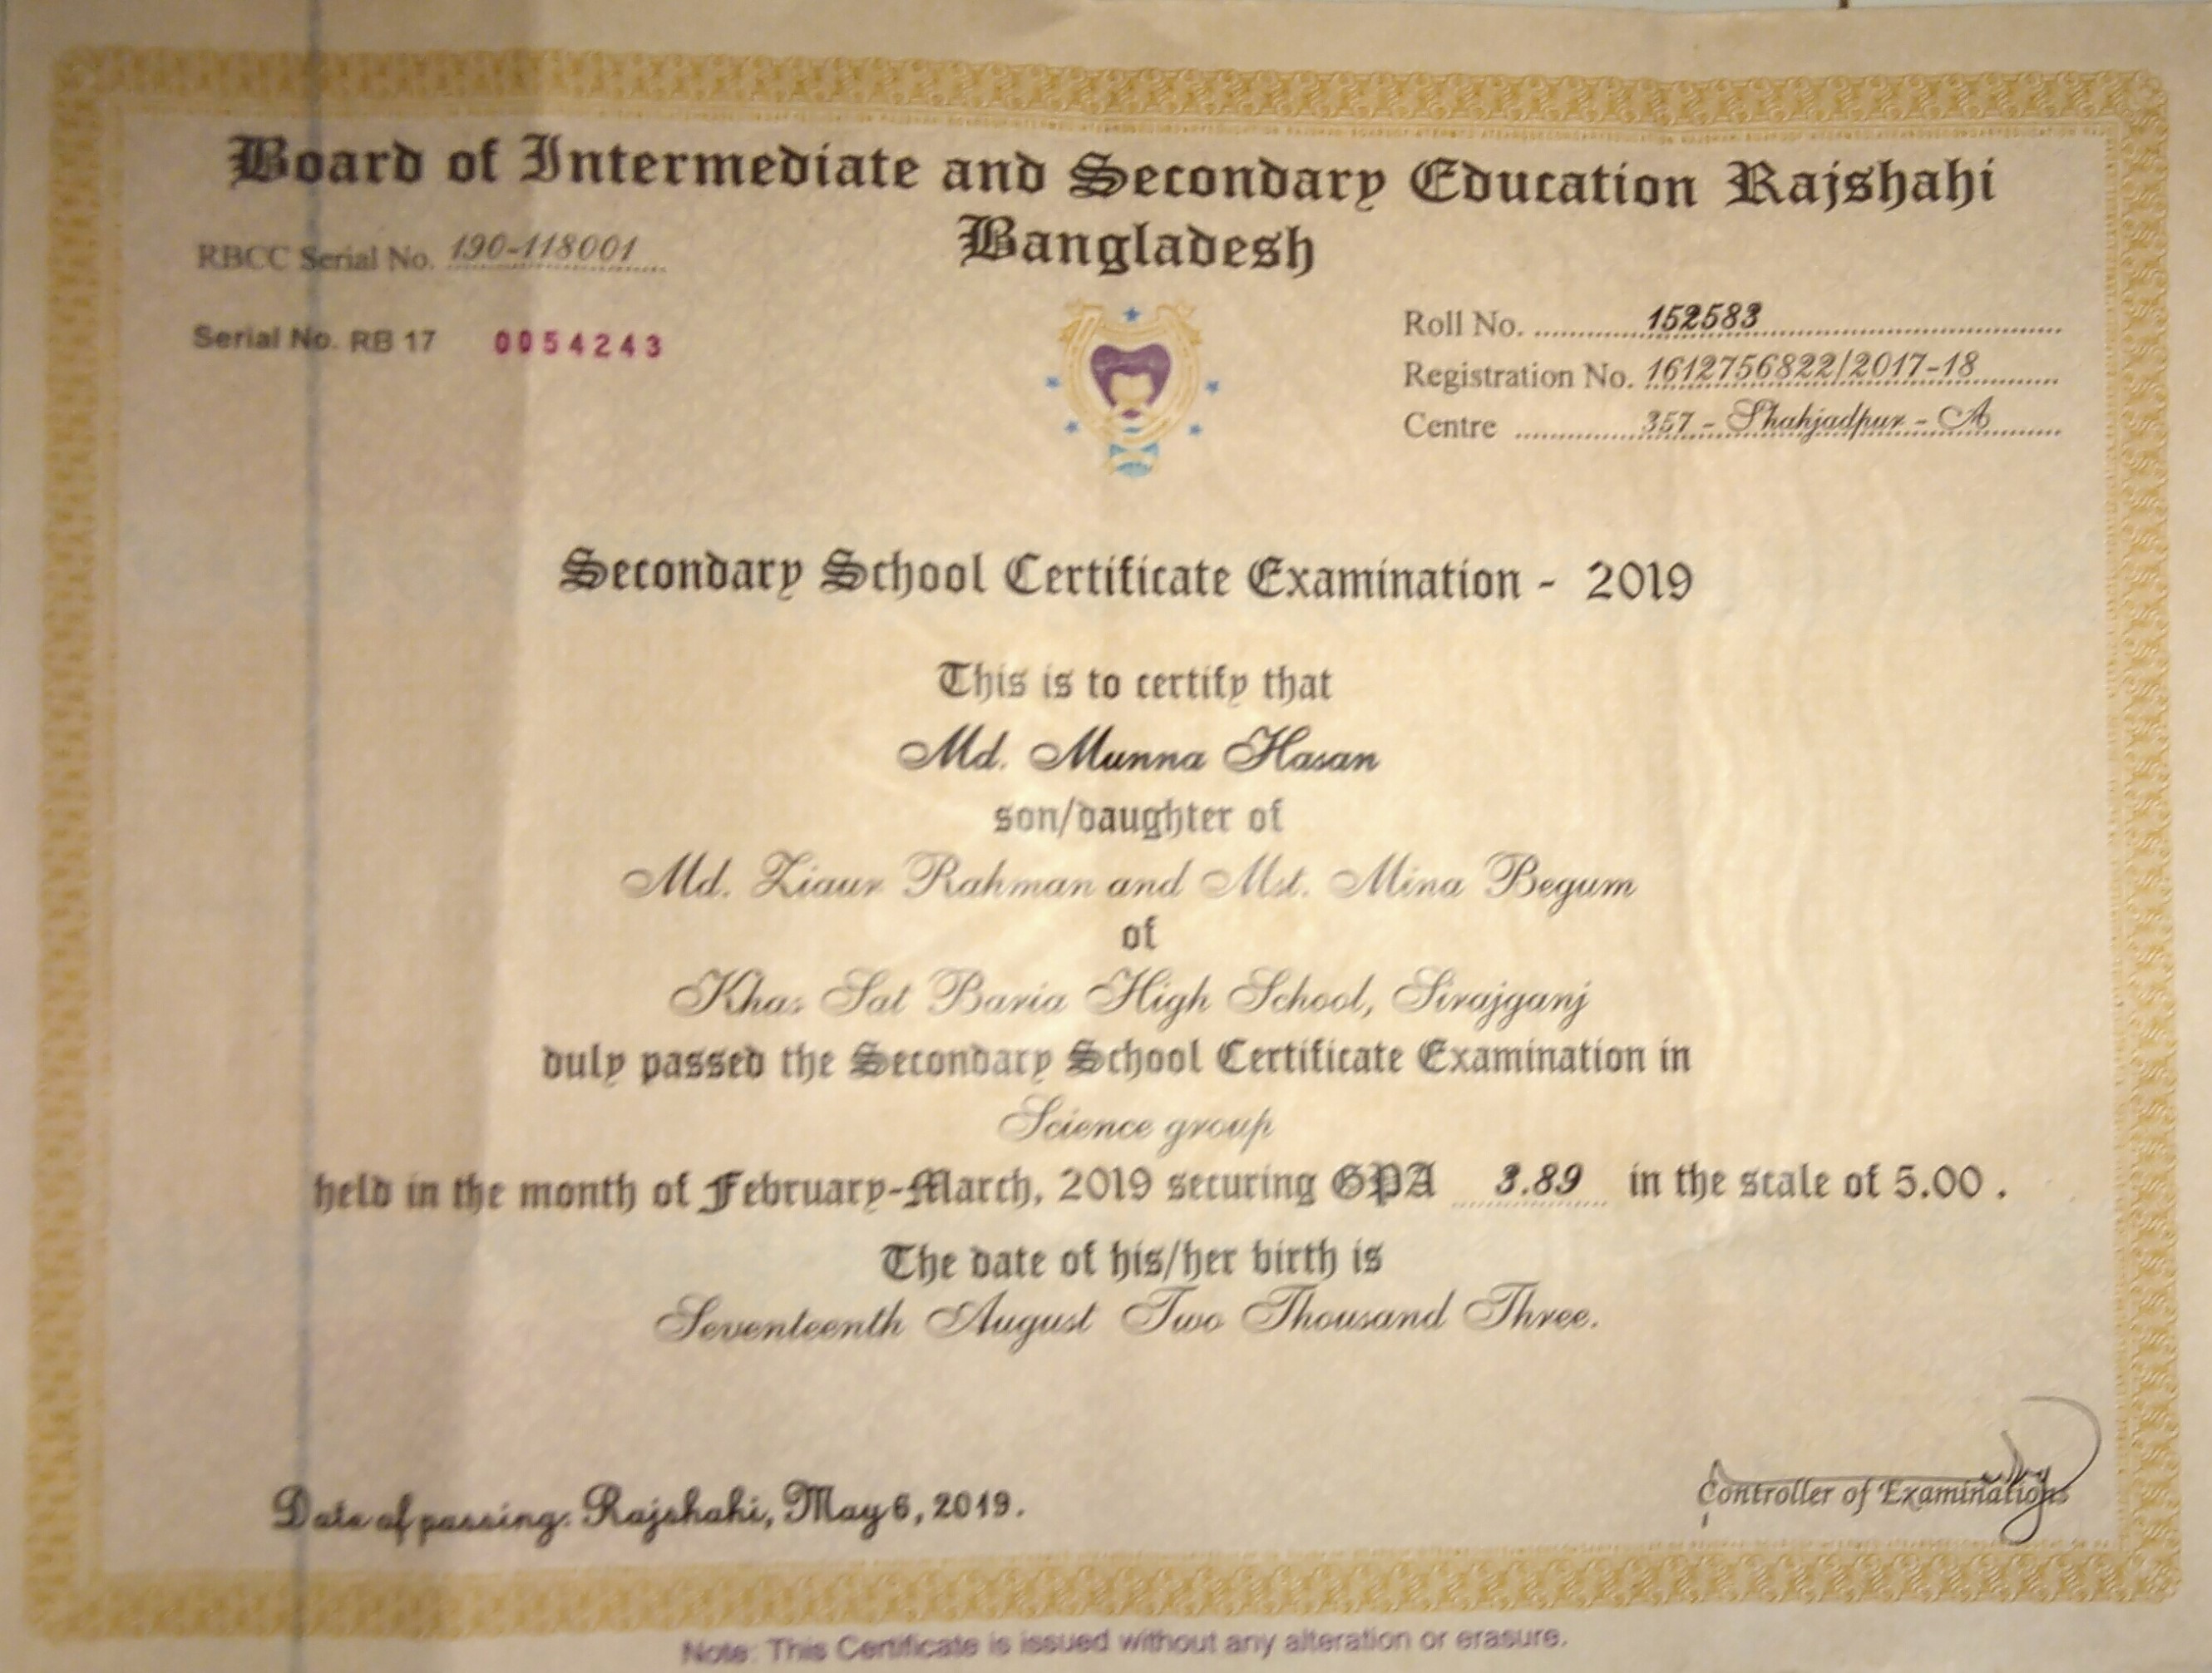 Board of Intermediate and Secondary Education Rajshahi
Bangladesh
RBCC Serial No. 190-118001
Serial No. RB 17 0054243
Roll No. 152583
Registration No. 1612756822/2017-18
Centre 357 - Shahjadpur - A
Secondary School Certificate Examination - 2019
This is to certify that
Md. Munna Hasan
son/daughter of
Md. Ziaur Rahman and Mst. Mina Begum
of
Khas Sat Baria High School, Sirajganj
duly passed the Secondary School Certificate Examination in
Science group
held in the month of February-March, 2019 securing GPA 3.89 in the scale of 5.00 .
The date of his/her birth is
Seventeenth August Two Thousand Three.
Date of passing: Rajshahi, May 6, 2019.
Controller of Examinations
Note: This Certificate is issued without any alteration or erasure.